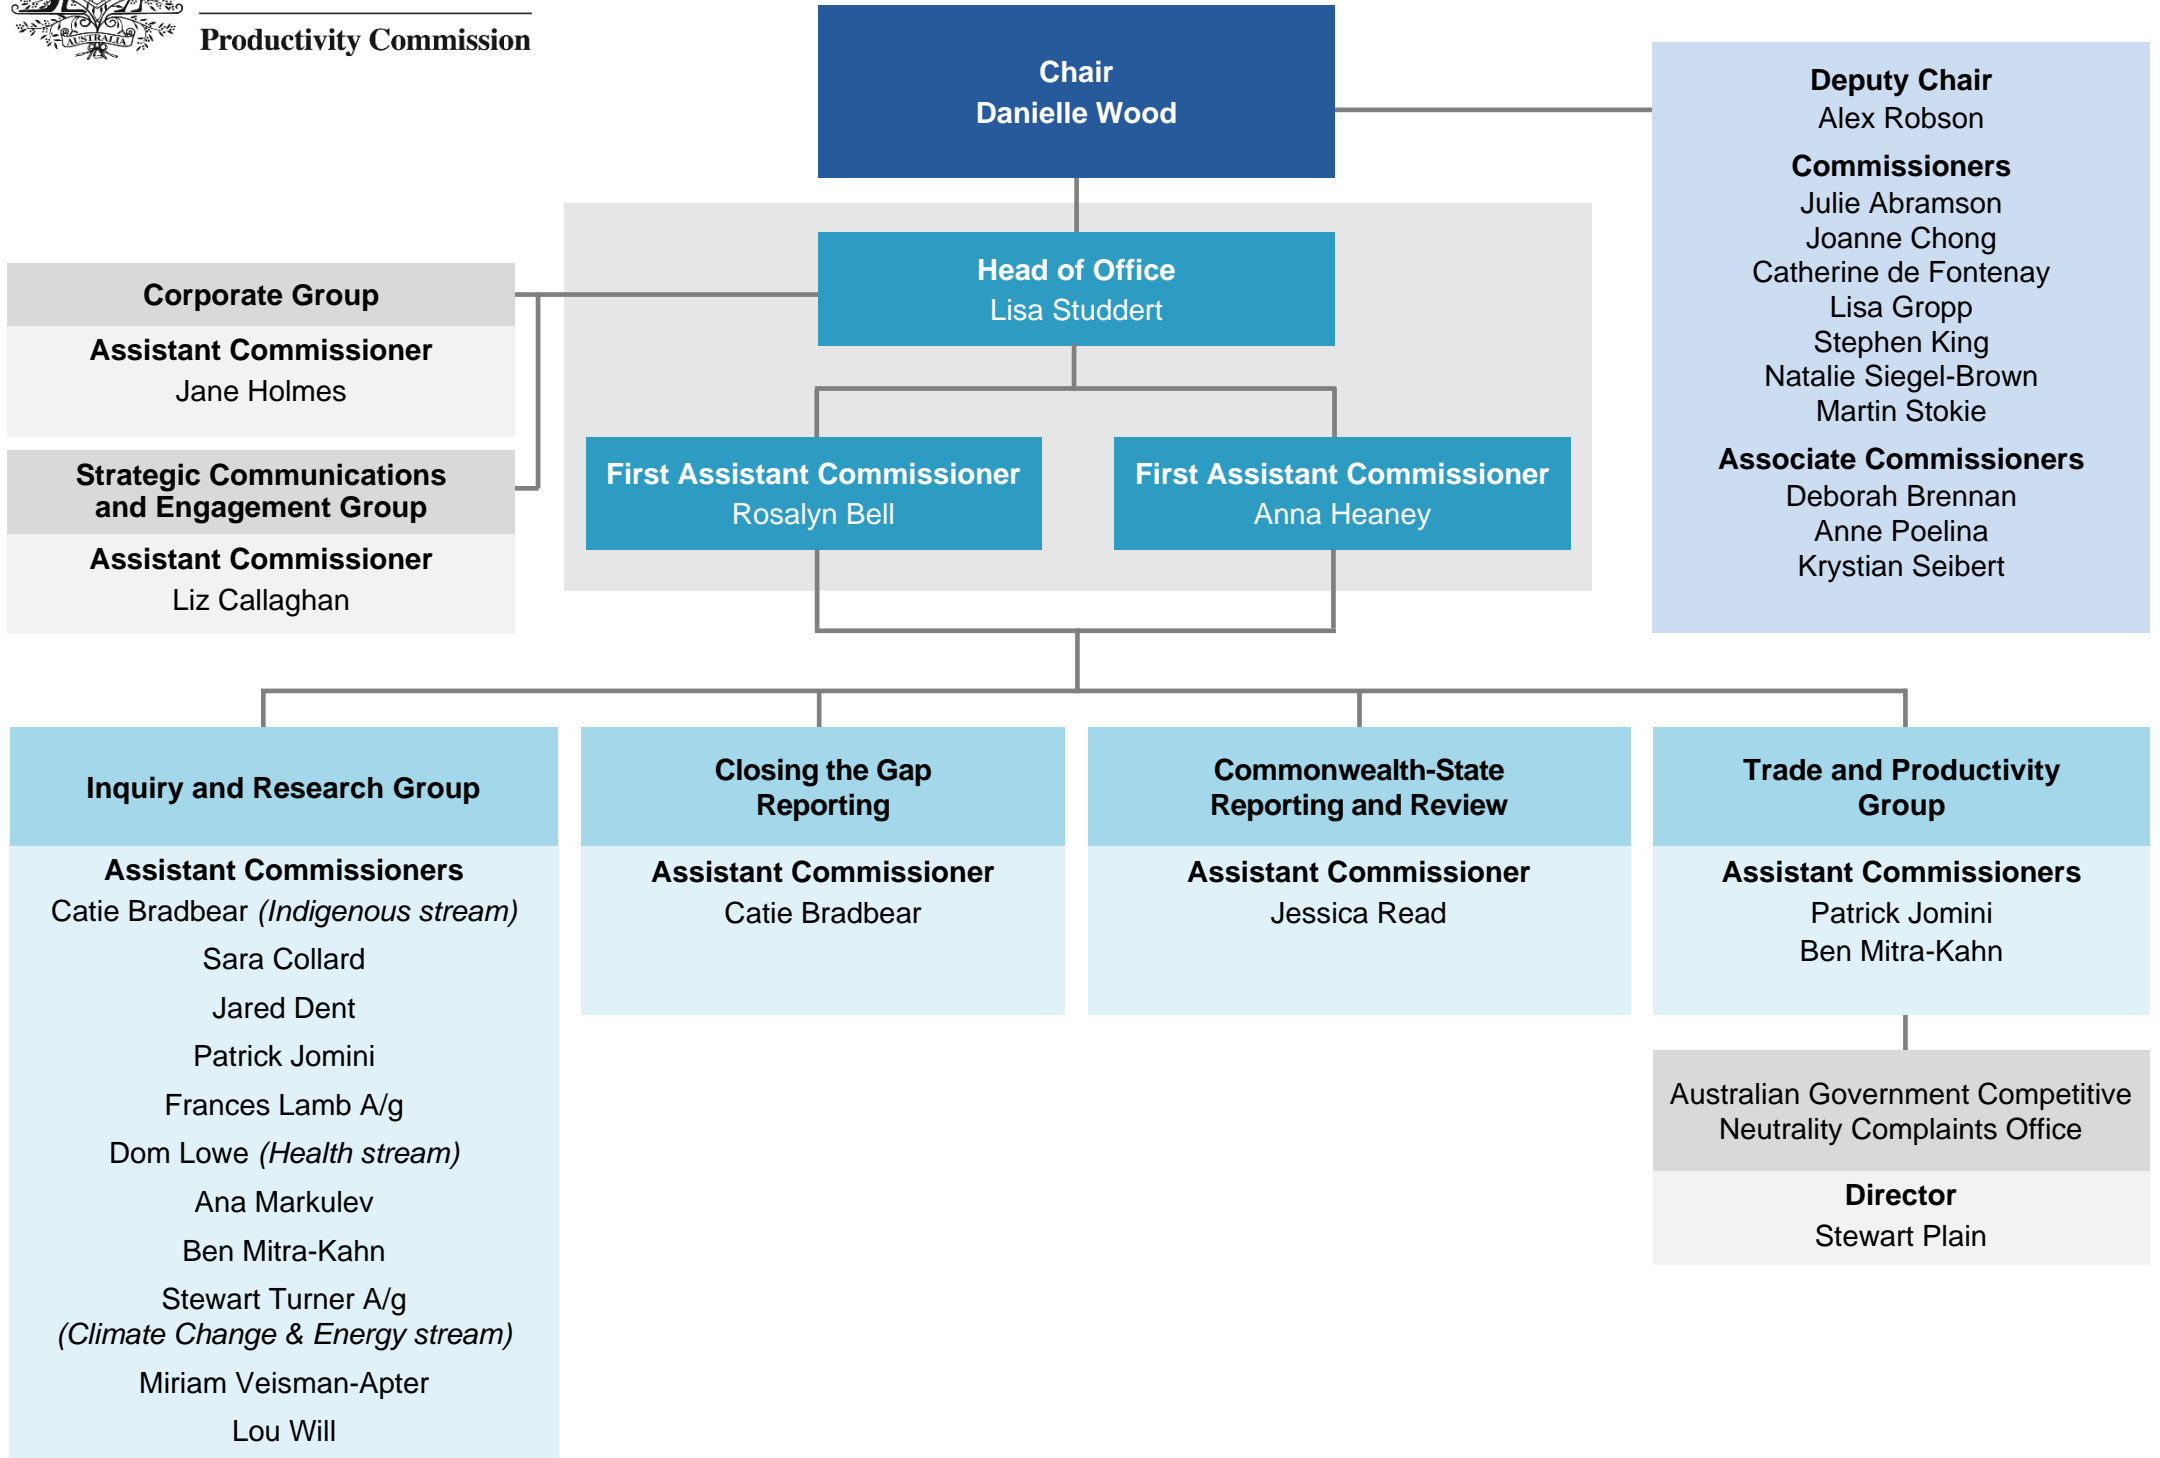 AUSTRALIA
Productivity Commission
Chair
Danielle Wood
Deputy Chair
Alex Robson
Commissioners
Julie Abramson
Joanne Chong
Catherine de Fontenay
Lisa Gropp
Stephen King
Natalie Siegel-Brown
Martin Stokie
Associate Commissioners
Deborah Brennan
Anne Poelina
Krystian Seibert
Head of Office
Lisa Studdert
Corporate Group
Assistant Commissioner
Jane Holmes
Strategic Communications
and Engagement Group
Assistant Commissioner
Liz Callaghan
First Assistant Commissioner
Rosalyn Bell
First Assistant Commissioner
Anna Heaney
Inquiry and Research Group
Assistant Commissioners
Catie Bradbear (Indigenous stream)
Sara Collard
Jared Dent
Patrick Jomini
Frances Lamb A/g
Dom Lowe (Health stream)
Ana Markulev
Ben Mitra-Kahn
Stewart Turner A/g
(Climate Change & Energy stream)
Miriam Veisman-Apter
Lou Will
Closing the Gap
Reporting
Assistant Commissioner
Catie Bradbear
Commonwealth-State
Reporting and Review
Assistant Commissioner
Jessica Read
Trade and Productivity
Group
Assistant Commissioners
Patrick Jomini
Ben Mitra-Kahn
Australian Government Competitive
Neutrality Complaints Office
Director
Stewart Plain